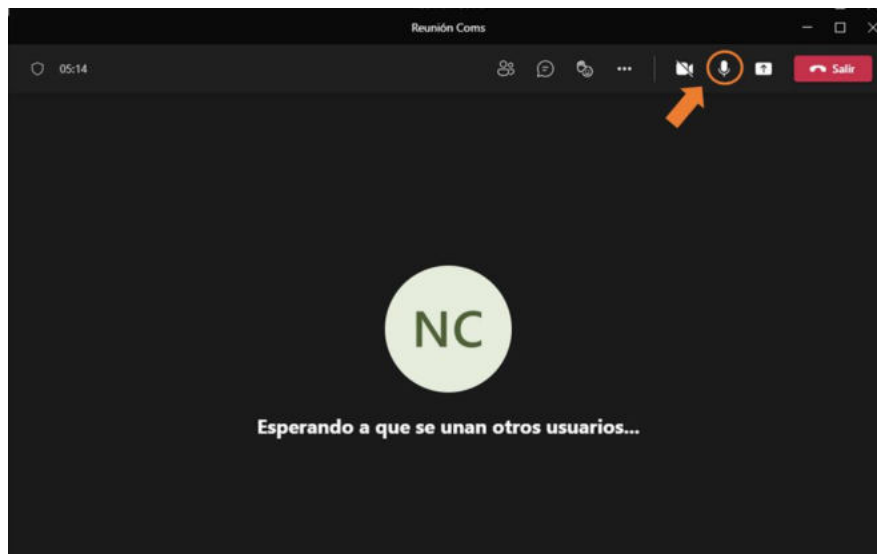 Reunión Coms
05:14
Salir
NC
Esperando a que se unan otros usuarios...